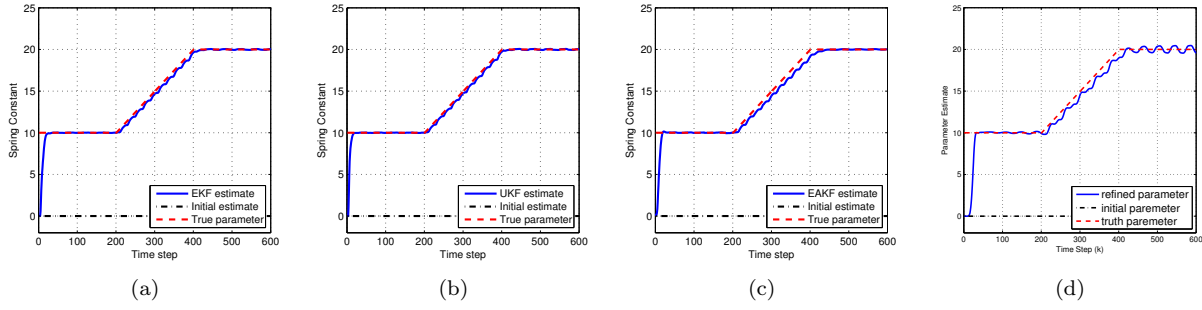 25
20
15
10
5
0
Spring Constant
EKF estimate
Initial estimate
True parameter
0 100 200 300 400 500 600
Time step
(a)
25
20
15
10
5
0
Spring Constant
UKF estimate
Initial estimate
True parameter
0 100 200 300 400 500 600
Time step
(b)
25
20
15
10
5
0
Spring Constant
EAKF estimate
Initial estimate
True parameter
0 100 200 300 400 500 600
Time step
(c)
25
20
15
10
5
0
Parameter Estimate
refined parameter
initial paremeter
truth paremeter
0 100 200 300 400 500 600
Time Step (k)
(d)